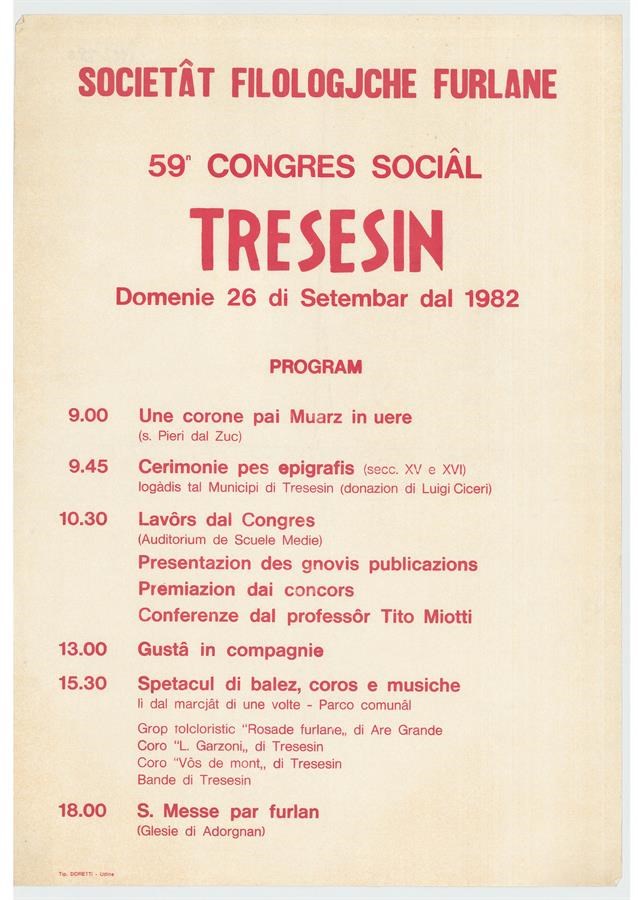 SOCIETÂT FILOLOGJCHE FURLANE
59ⁿ CONGRES SOCIÂL
TRESESIN
Domenie 26 di Setembar dal 1982
PROGRAM
9.00 Une corone pai Muarz in uere
(s. Pieri dal Zuc)
9.45 Cerimonie pes epigrafis (secc. XV e XVI)
logàdis tal Municipi di Tresesin (donazion di Luigi Ciceri)
10.30 Lavôrs dal Congres
(Auditorium de Scuele Medie)
Presentazion des gnovis publicazions
Premiazion dai concors
Conferenze dal professôr Tito Miotti
13.00 Gustâ in compagnie
15.30 Spetacul di balez, coros e musiche
lì dal marcjât di une volte - Parco comunâl
Grop folcloristic "Rosade furlane„ di Are Grande
Coro "L. Garzoni„ di Tresesin
Coro "Vôs de mont„ di Tresesin
Bande di Tresesin
18.00 S. Messe par furlan
(Glesie di Adorgnan)
Tip. DORETTI - Udine